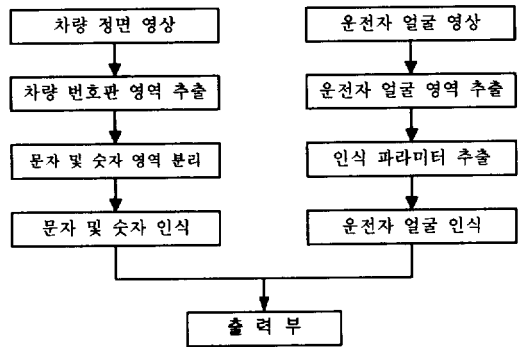 차량 정면 영상
차량 번호판 영역 추출
문자 및 숫자 영역 분리
문자 및 숫자 인식
운전자 얼굴 영상
운전자 얼굴 영역 추출
인식 파라미터 추출
운전자 얼굴 인식
출 력 부